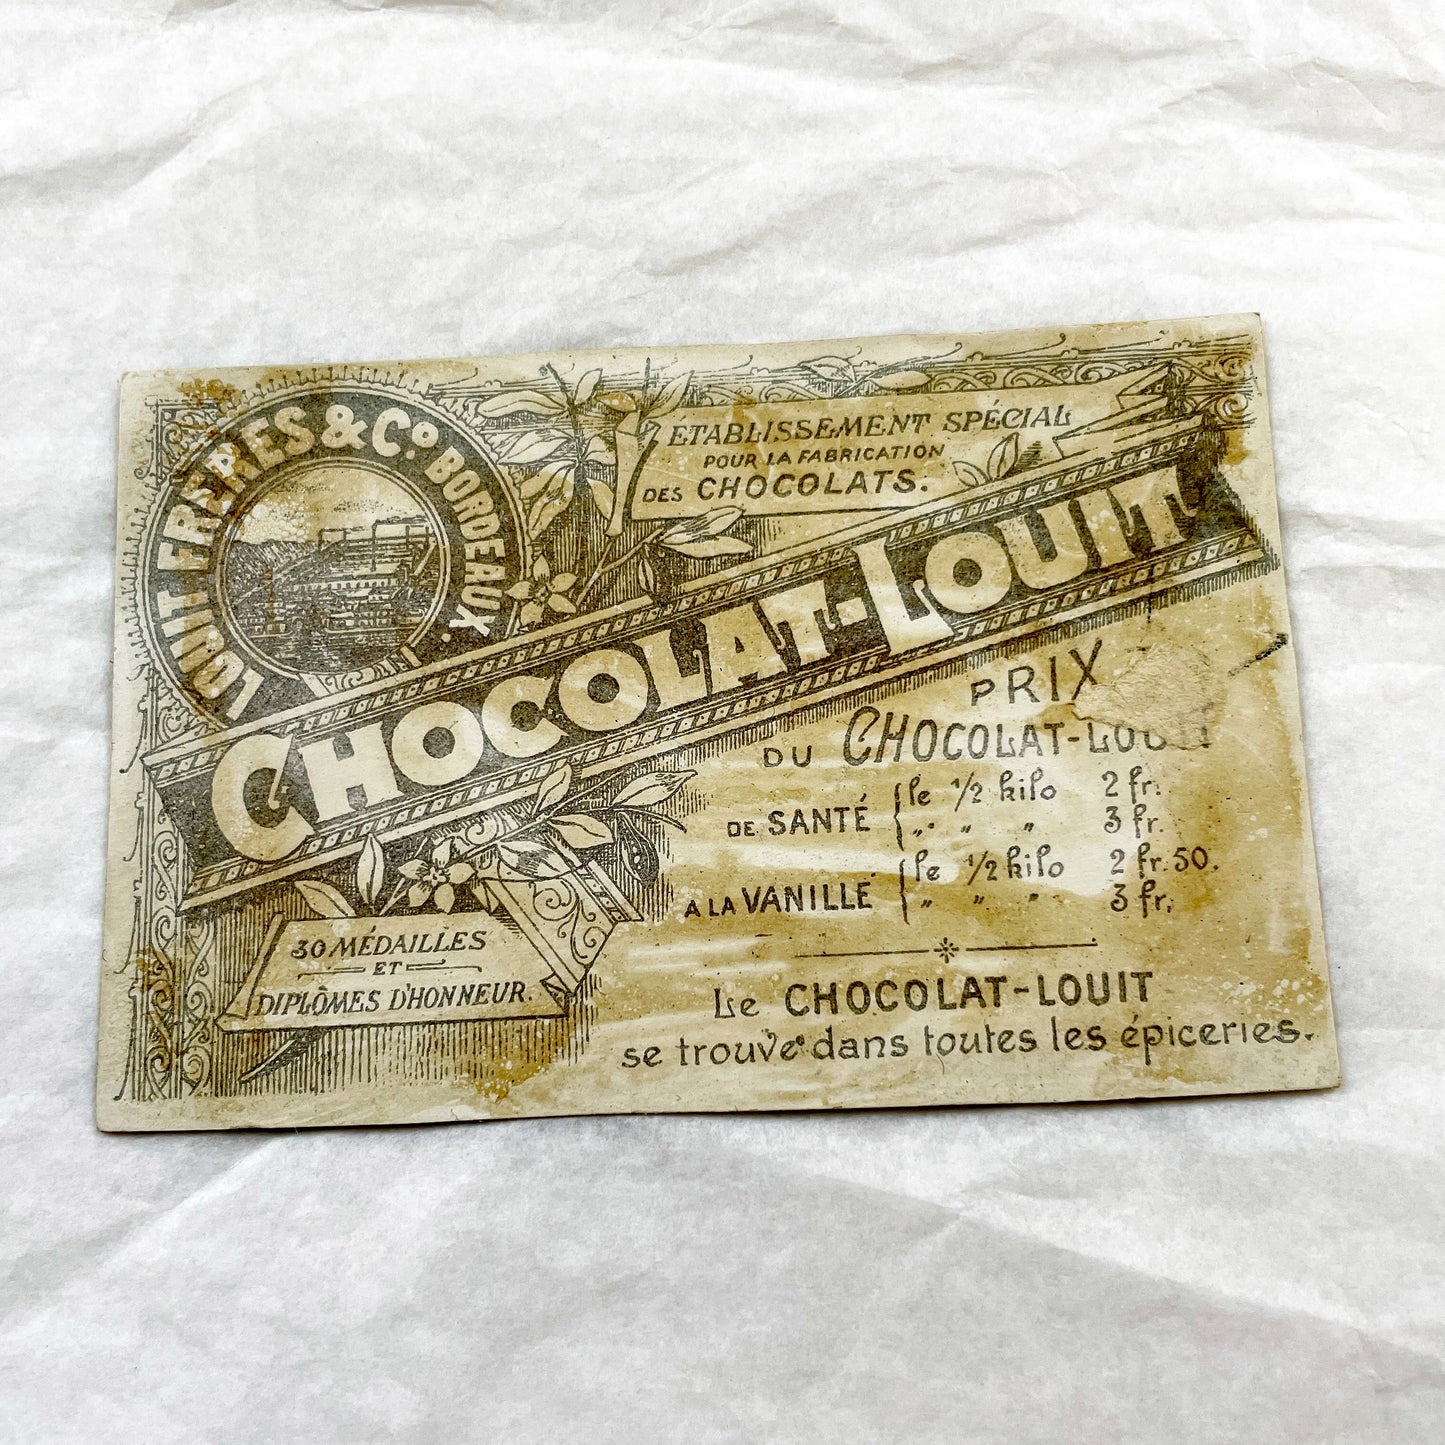 LOUIT FRÈRES & Cº BORDEAUX.
ETABLISSEMENT SPÉCIAL
POUR LA FABRICATION
DES CHOCOLATS.
CHOCOLAT-LOUIT
PRIX
DU CHOCOLAT-LOUIT
DE SANTÉ { le 1/2 kilo 2 fr.
„ „ „ 3 fr.
A LA VANILLE { le 1/2 kilo 2 fr. 50.
„ „ „ 3 fr.
30 MÉDAILLES
ET
DIPLÔMES D'HONNEUR.
Le CHOCOLAT-LOUIT
se trouve dans toutes les épiceries.